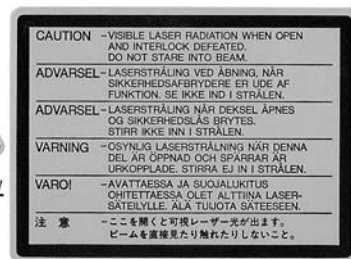 CAUTION -VISIBLE LASER RADIATION WHEN OPEN
AND INTERLOCK DEFEATED.
DO NOT STARE INTO BEAM.
ADVARSEL-LASERSTRÅLING VED ÅBNING, NÅR
SIKKERHEDSAFBRYDERE ER UDE AF
FUNKTION. SE IKKE IND I STRÅLEN.
ADVARSEL-LASERSTRÅLING NÅR DEKSEL ÅPNES
OG SIKKERHEDSLÅS BRYTES.
STIRR IKKE INN I STRÅLEN.
VARNING -OSYNLIG LASERSTRÅLNING NÄR DENNA
DEL ÄR ÖPPNAD OCH SPÄRRAR ÄR
URKOPPLADE. STIRRA EJ IN I STRÅLEN.
VARO! -AVATTAESSA JA SUOJALUKITUS
OHITETTAESSA OLET ALTTIINA LASER-
SÄTEILYLLE. ÄLÄ TUIJOTA SÄTEESEEN.
注 意 -ここを開くと可視レーザー光が出ます。
ビームを直接見たり触れたりしないこと。